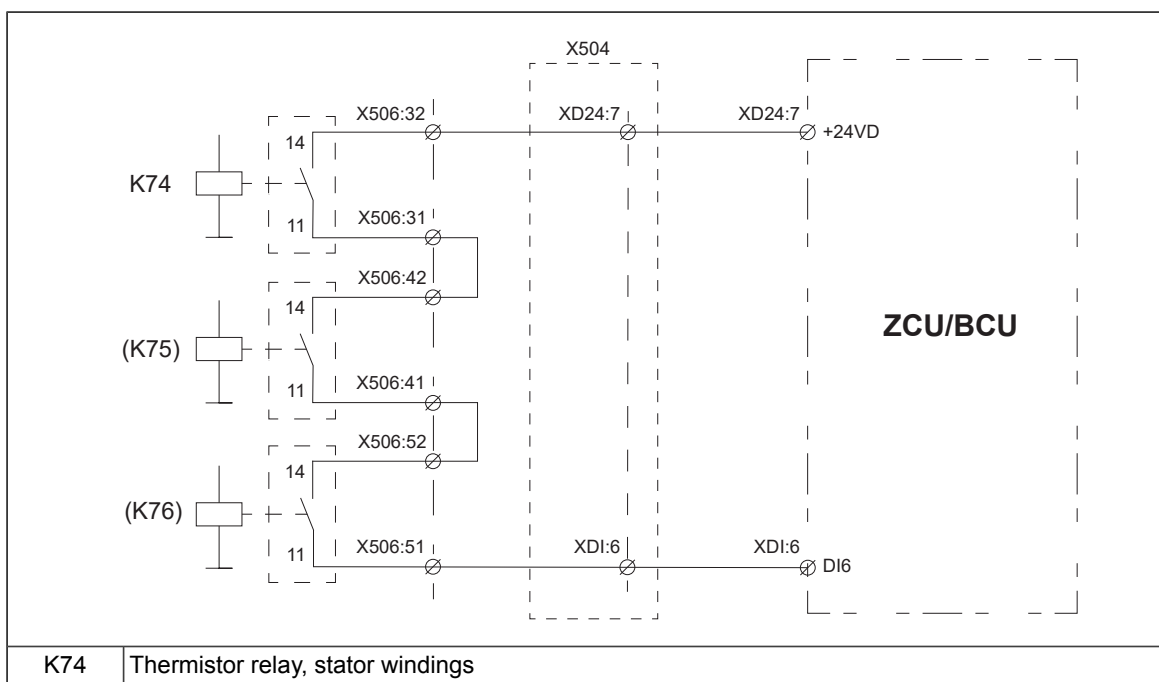 X504
X506:32 XD24:7 XD24:7
14 +24VD
K74
11 X506:31
X506:42
14
(K75) ZCU/BCU
11 X506:41
X506:52
14
(K76)
11 X506:51 XDI:6 XDI:6
DI6
K74 Thermistor relay, stator windings